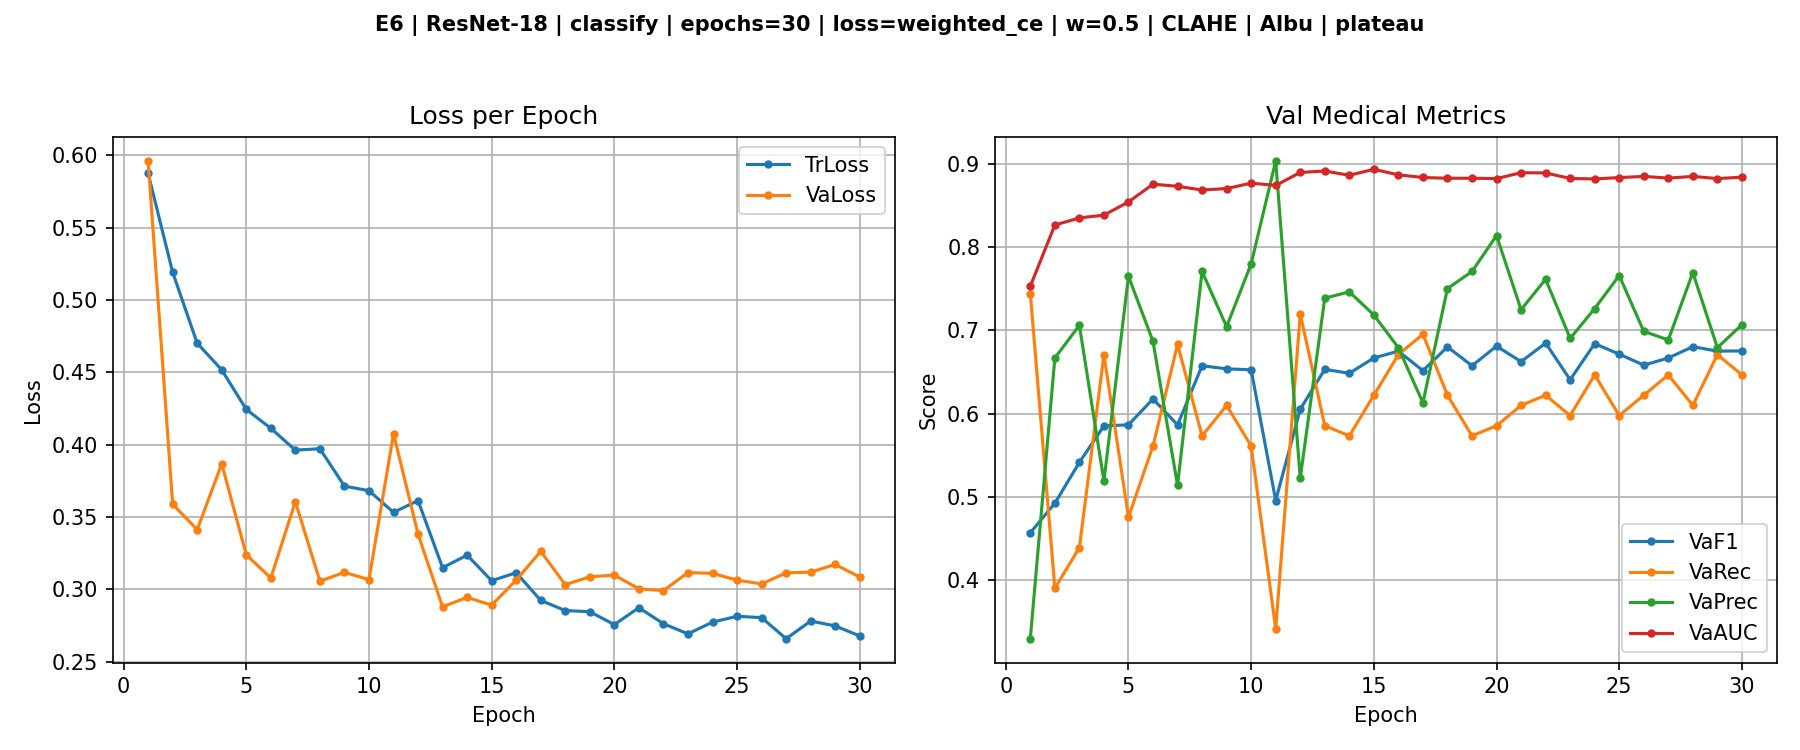 E6 | ResNet-18 | classify | epochs=30 | loss=weighted_ce | w=0.5 | CLAHE | Albu | plateau
Loss per Epoch
0.60
0.55
0.50
0.45
0.40
0.35
0.30
0.25
Loss
0 5 10 15 20 25 30
Epoch
TrLoss
VaLoss
Val Medical Metrics
0.9
0.8
0.7
0.6
0.5
0.4
Score
0 5 10 15 20 25 30
Epoch
VaF1
VaRec
VaPrec
VaAUC